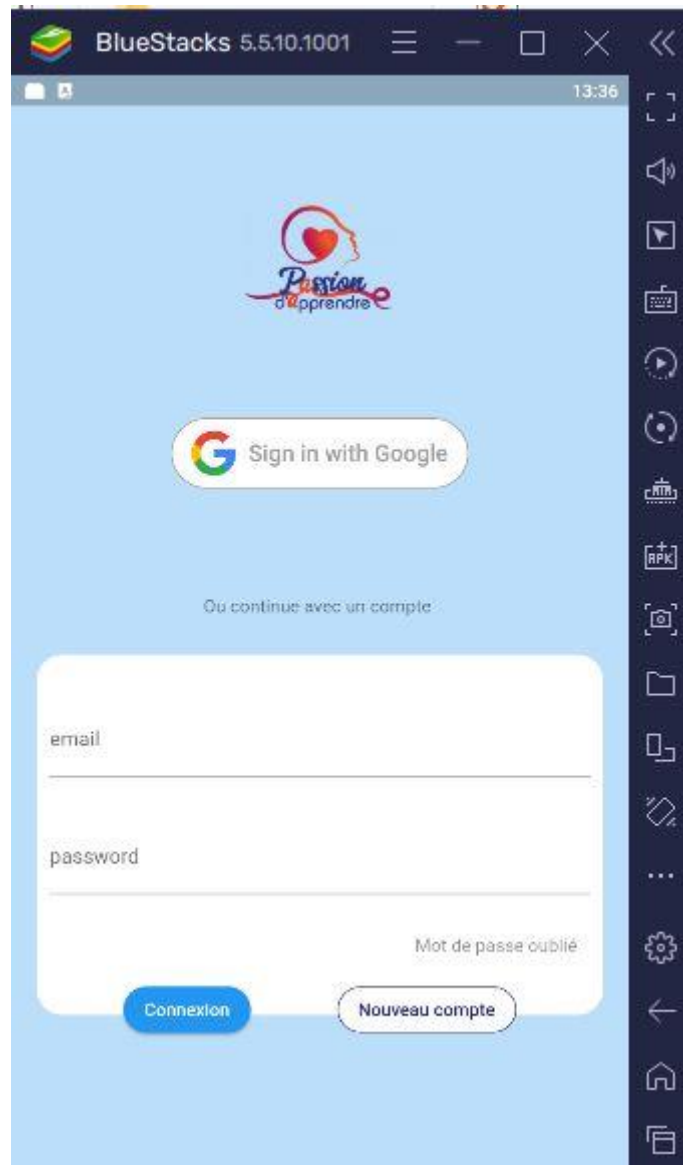 BlueStacks 5.5.10.1001
13:36
Passion
d'apprendre
Sign in with Google
Ou continue avec un compte
email
password
Mot de passe oublié
Connexion
Nouveau compte